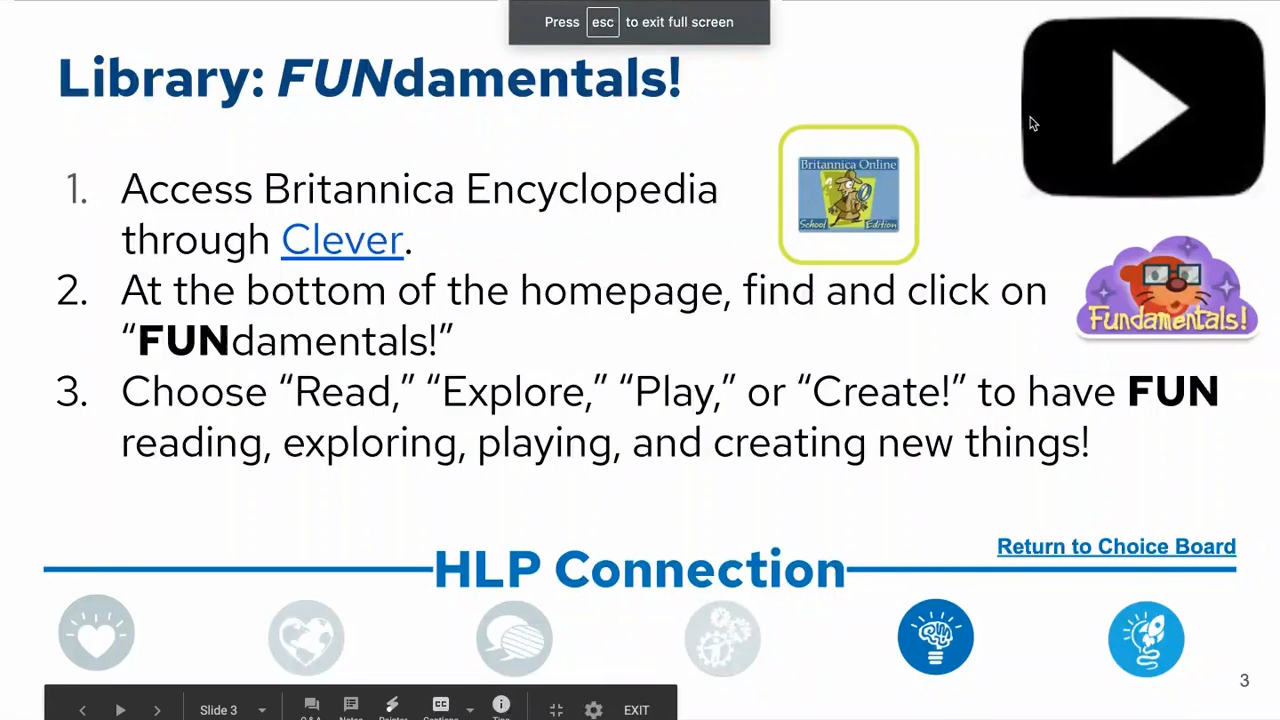 Press esc to exit full screen
Library: FUNdamentals!
Britannica Online
School Edition
1. Access Britannica Encyclopedia
through Clever.
2. At the bottom of the homepage, find and click on
“FUNdamentals!”
Fundamentals!
3. Choose “Read,” “Explore,” “Play,” or “Create!” to have FUN
reading, exploring, playing, and creating new things!
Return to Choice Board
HLP Connection
3
Slide 3
EXIT